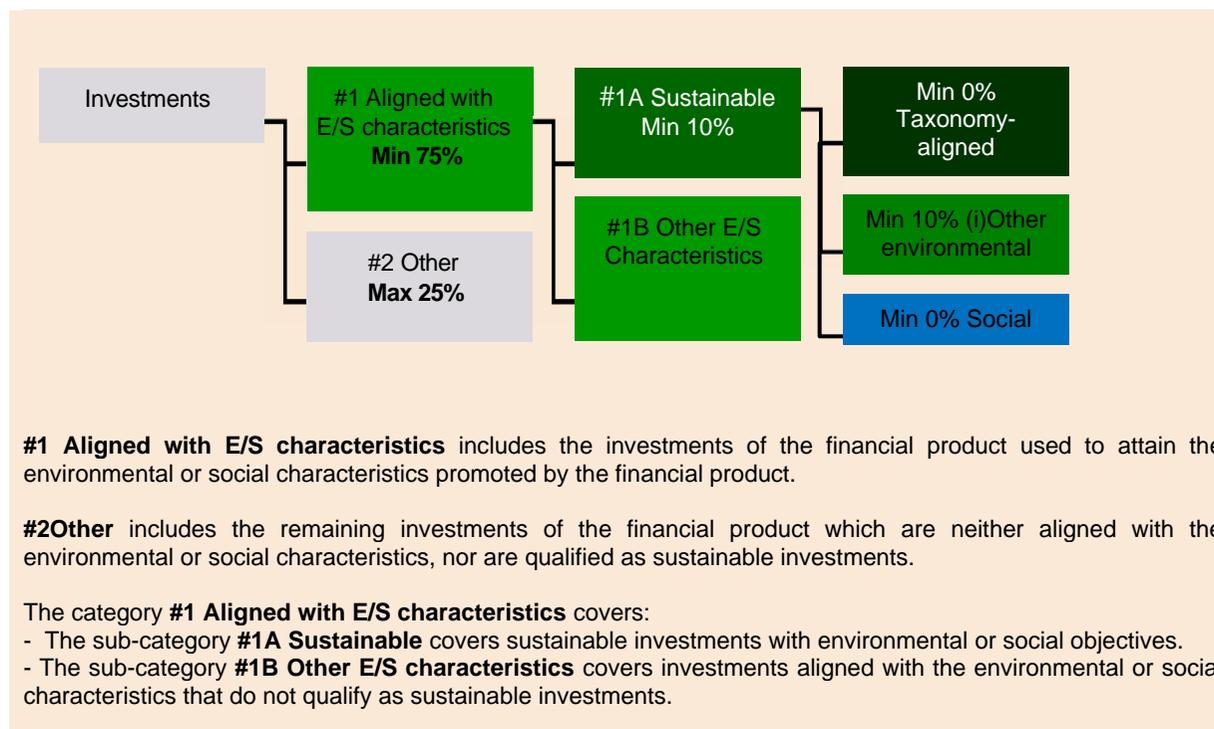 Investments
#1 Aligned with
E/S characteristics
Min 75%
#2 Other
Max 25%
#1A Sustainable
Min 10%
#1B Other E/S
Characteristics
Min 0%
Taxonomy-
aligned
Min 10% (i)Other
environmental
Min 0% Social
#1 Aligned with E/S characteristics includes the investments of the financial product used to attain the
environmental or social characteristics promoted by the financial product.
#2Other includes the remaining investments of the financial product which are neither aligned with the
environmental or social characteristics, nor are qualified as sustainable investments.
The category #1 Aligned with E/S characteristics covers:
- The sub-category #1A Sustainable covers sustainable investments with environmental or social objectives.
- The sub-category #1B Other E/S characteristics covers investments aligned with the environmental or socia
characteristics that do not qualify as sustainable investments.